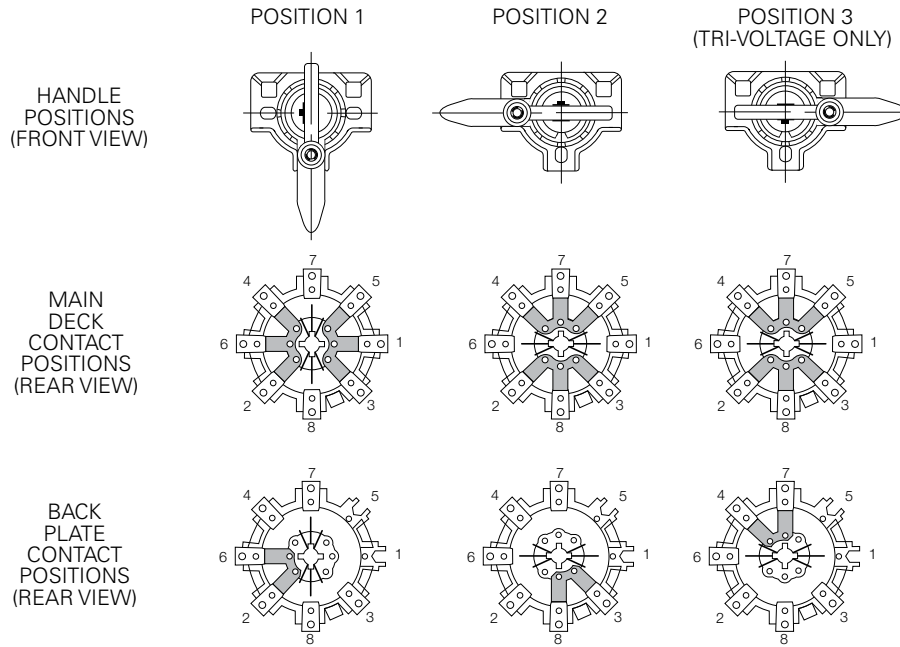 POSITION 1
POSITION 2
POSITION 3
(TRI-VOLTAGE ONLY)
HANDLE
POSITIONS
(FRONT VIEW)
MAIN
DECK
CONTACT
POSITIONS
(REAR VIEW)
7
4 5
6 1
2 3
8
7
4 5
6 1
2 3
8
7
4 5
6 1
2 3
8
BACK
PLATE
CONTACT
POSITIONS
(REAR VIEW)
7
4 5
6 1
2 3
8
7
4 5
6 1
2 3
8
7
4 5
6 1
2 3
8